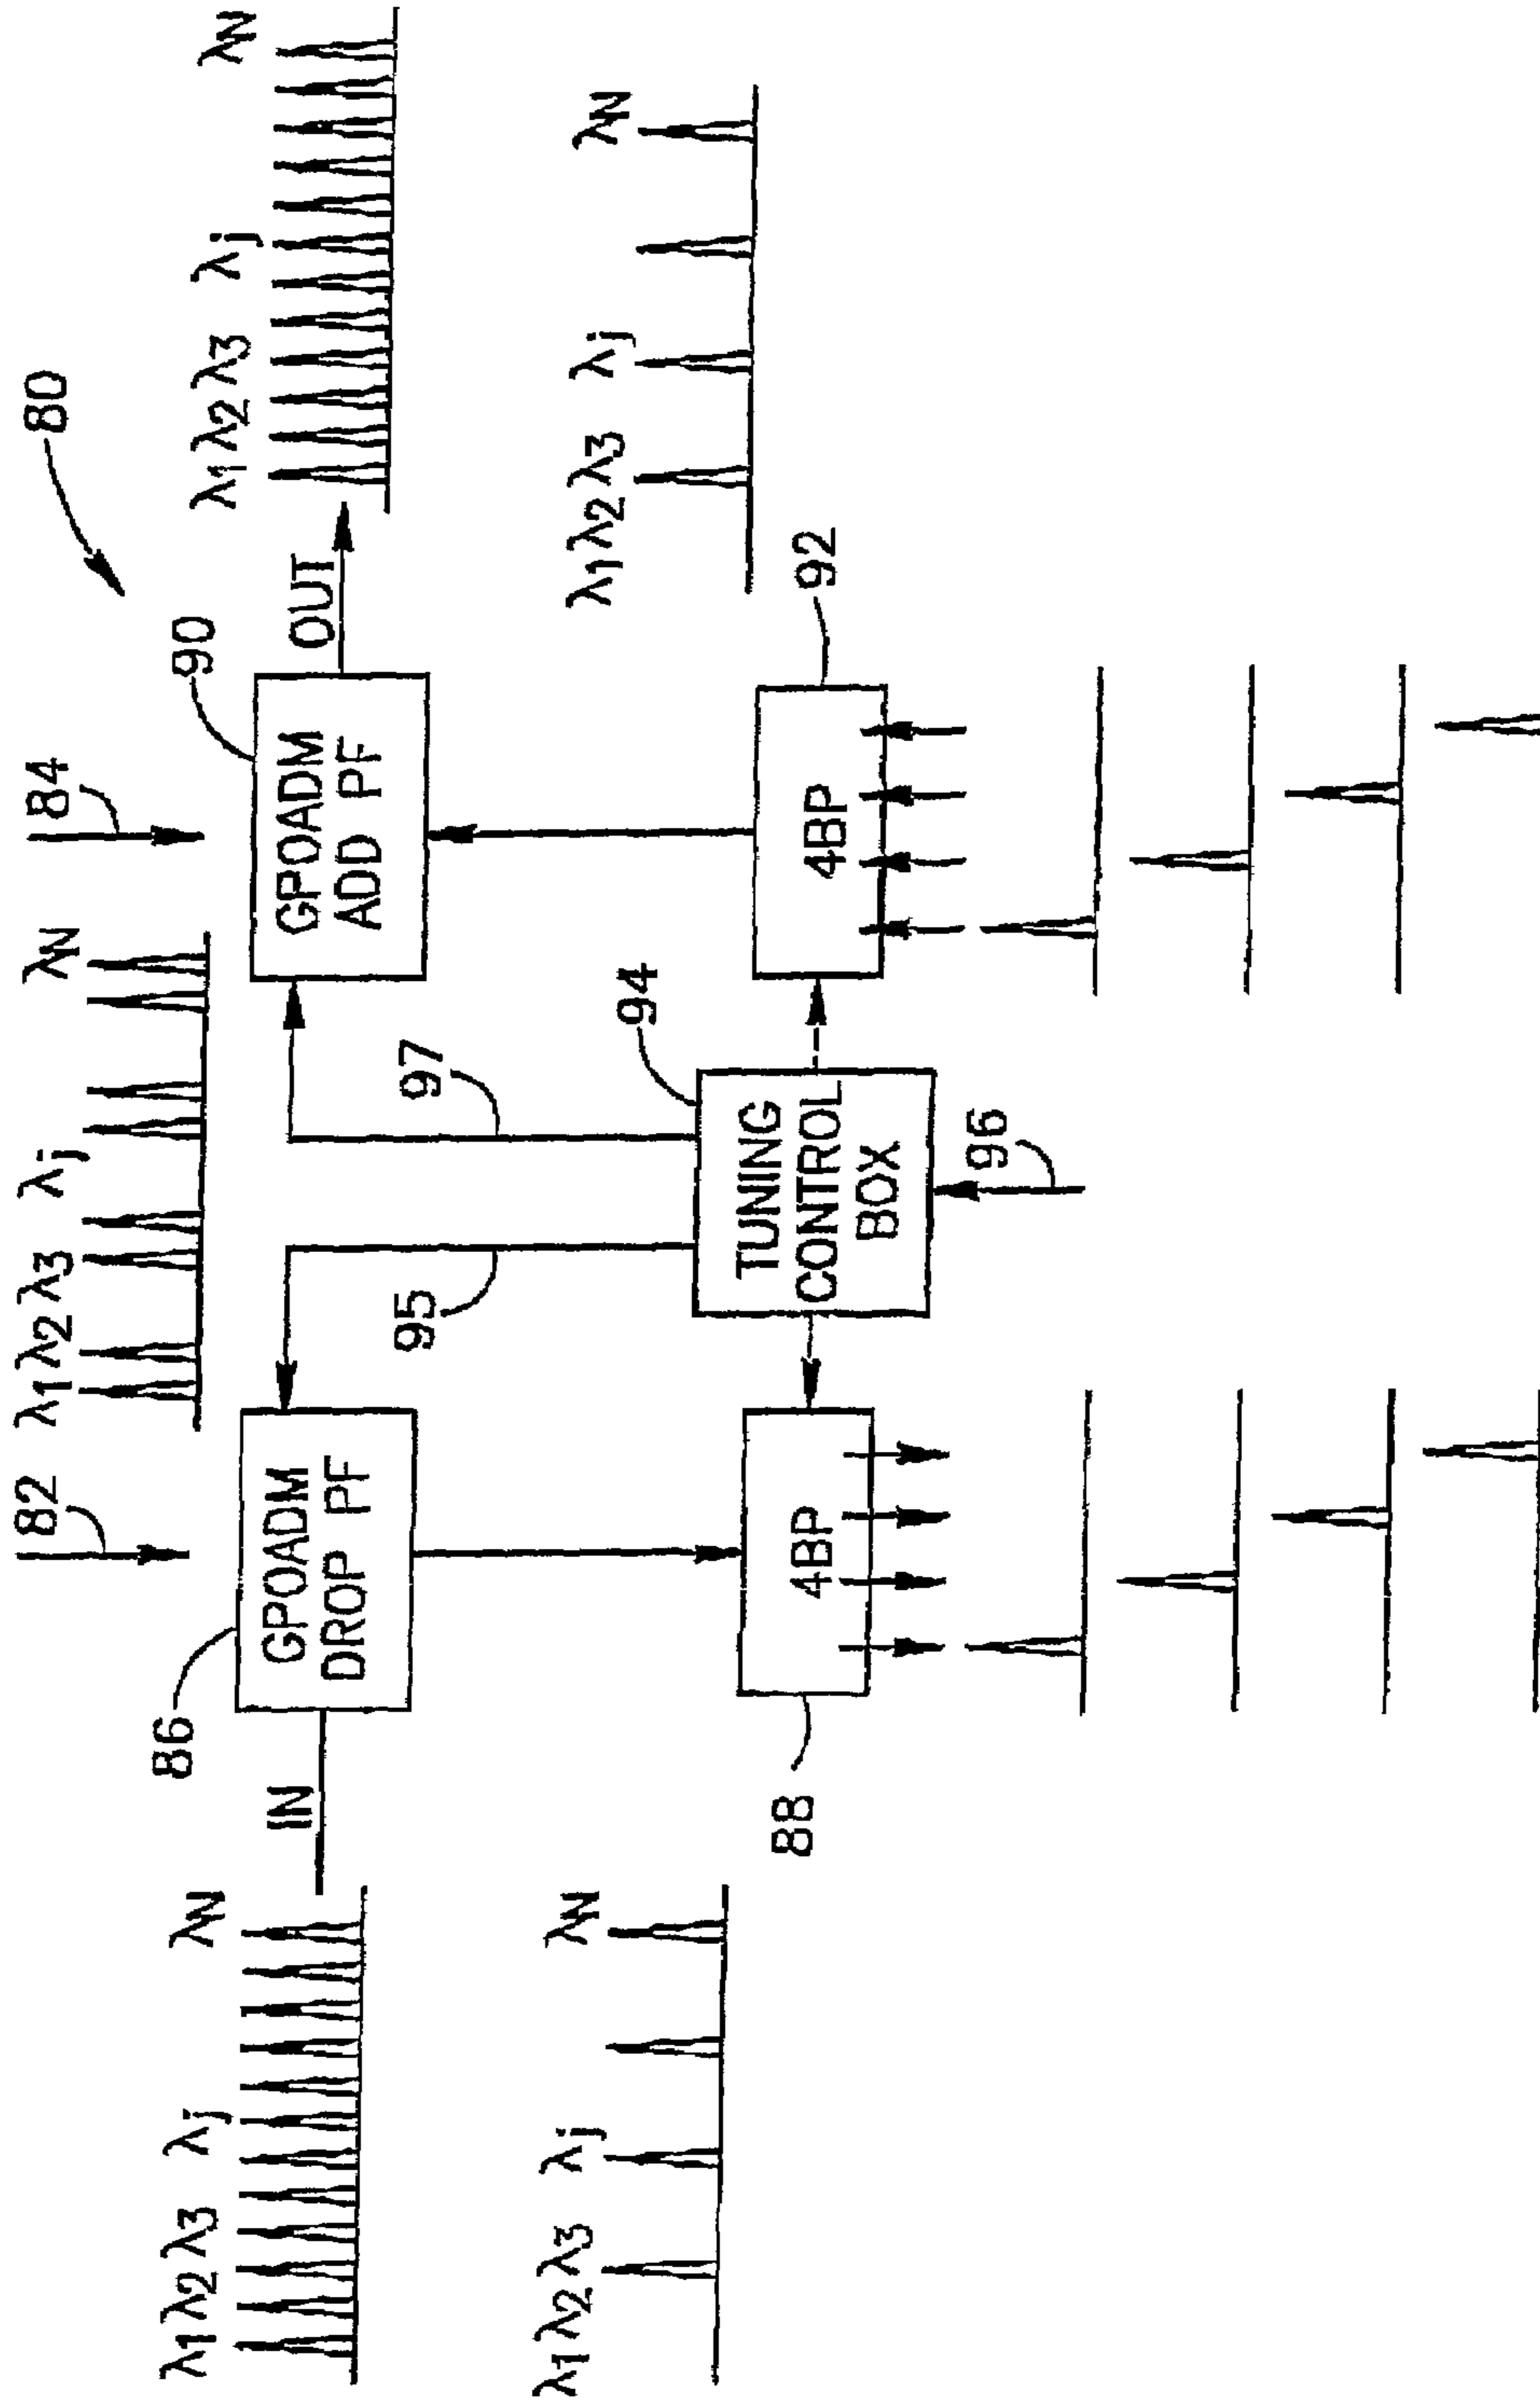 80
82
84
λ1 λ2 λ3 λj λN
λ1 λ2 λ3 λj λN
λ1 λ2 λ3 λj λN
86
90
IN
GPOADM
DROP PF
GPOADM
ADD PF
OUT
95
97
λ1 λ2 λ3 λj λN
λ1 λ2 λ3 λj λN
94
88
4BP
TUNING
CONTROL
BOX
4BP
92
96